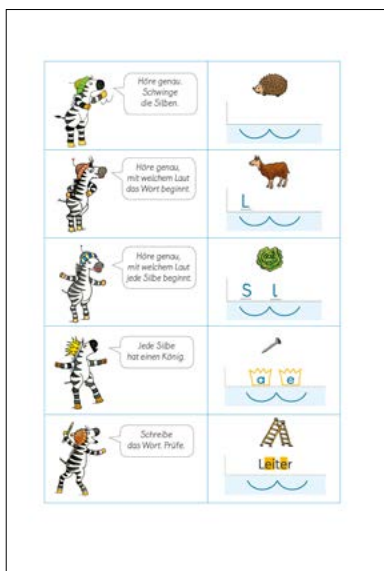 Höre genau.
Schwinge
die Silben.
Höre genau,
mit welchem Laut
das Wort beginnt.
L
Höre genau,
mit welchem Laut
jede Silbe beginnt.
S l
Jede Silbe
hat einen König.
a e
Schreibe
das Wort. Prüfe.
Leiter